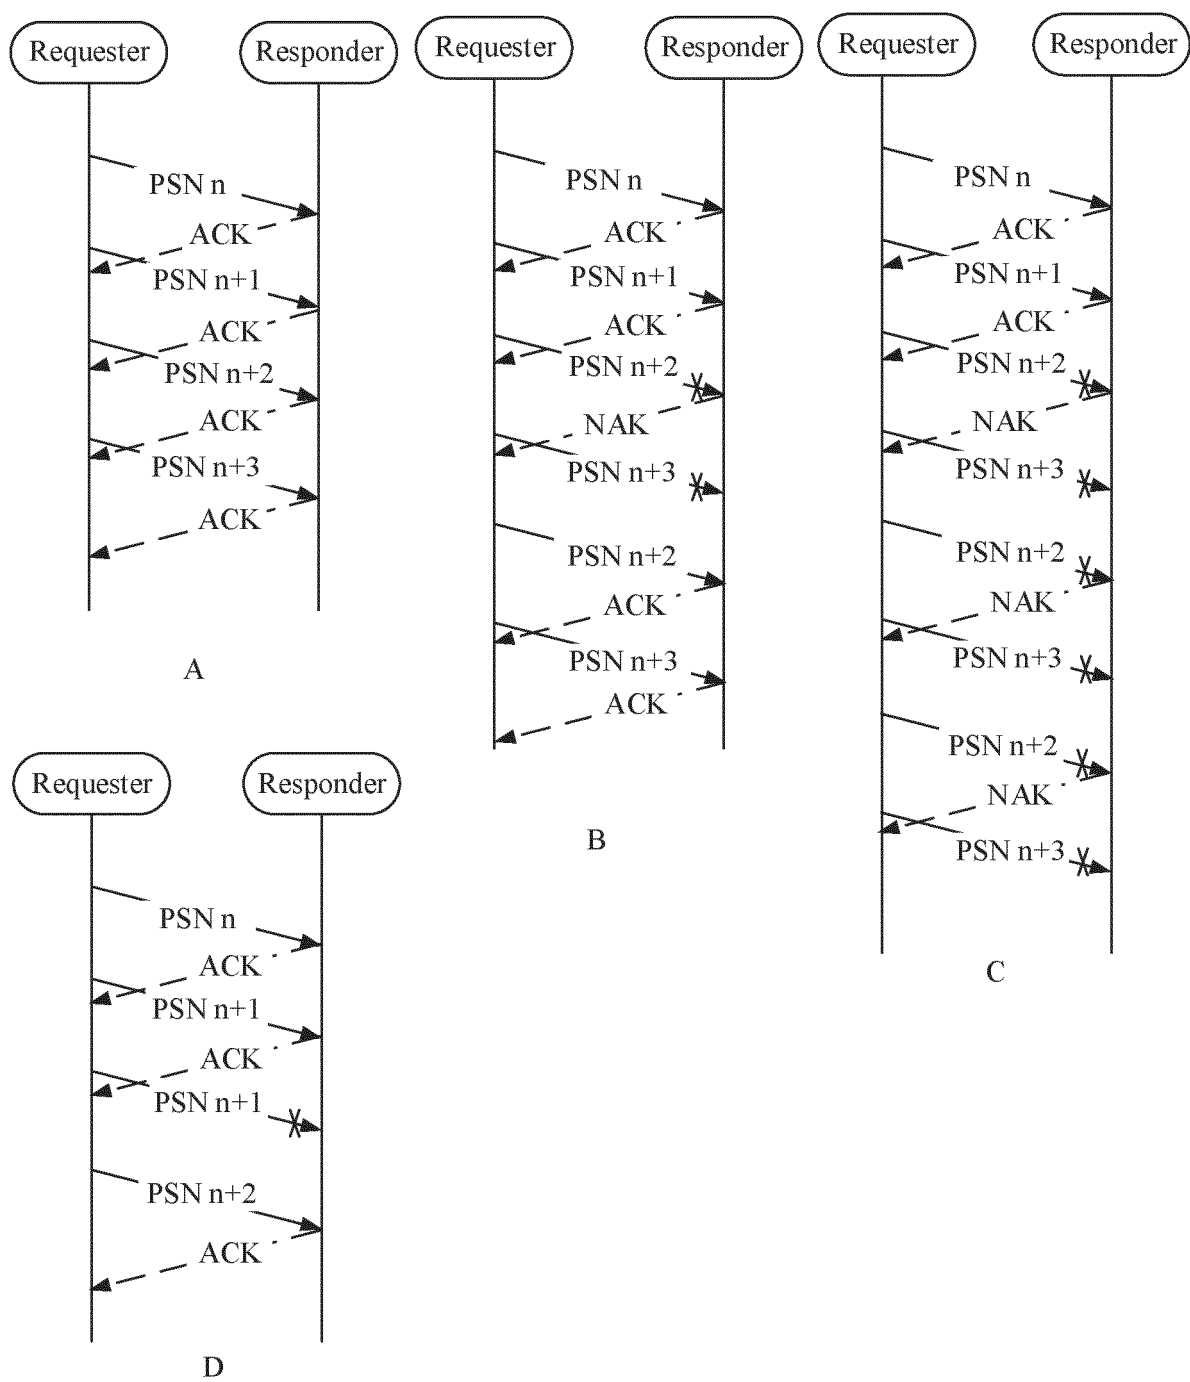 Requester
Responder
PSN n
ACK
PSN n+1
ACK
PSN n+2
ACK
PSN n+3
ACK
A
Requester
Responder
PSN n
ACK
PSN n+1
ACK
PSN n+2
NAK
PSN n+3
PSN n+2
ACK
PSN n+3
ACK
B
Requester
Responder
PSN n
ACK
PSN n+1
ACK
PSN n+2
NAK
PSN n+3
PSN n+2
NAK
PSN n+3
PSN n+2
NAK
PSN n+3
C
Requester
Responder
PSN n
ACK
PSN n+1
ACK
PSN n+1
PSN n+2
ACK
D